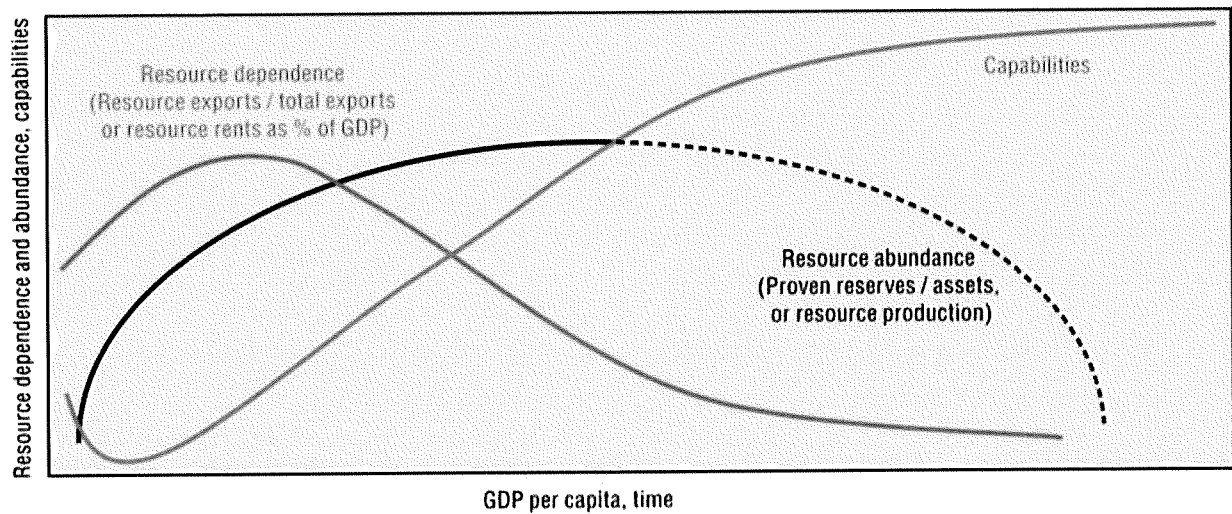 Resource dependence and abundance, capabilities
Resource dependence
(Resource exports / total exports
or resource rents as % of GDP)
Capabilities
Resource abundance
(Proven reserves / assets,
or resource production)
GDP per capita, time